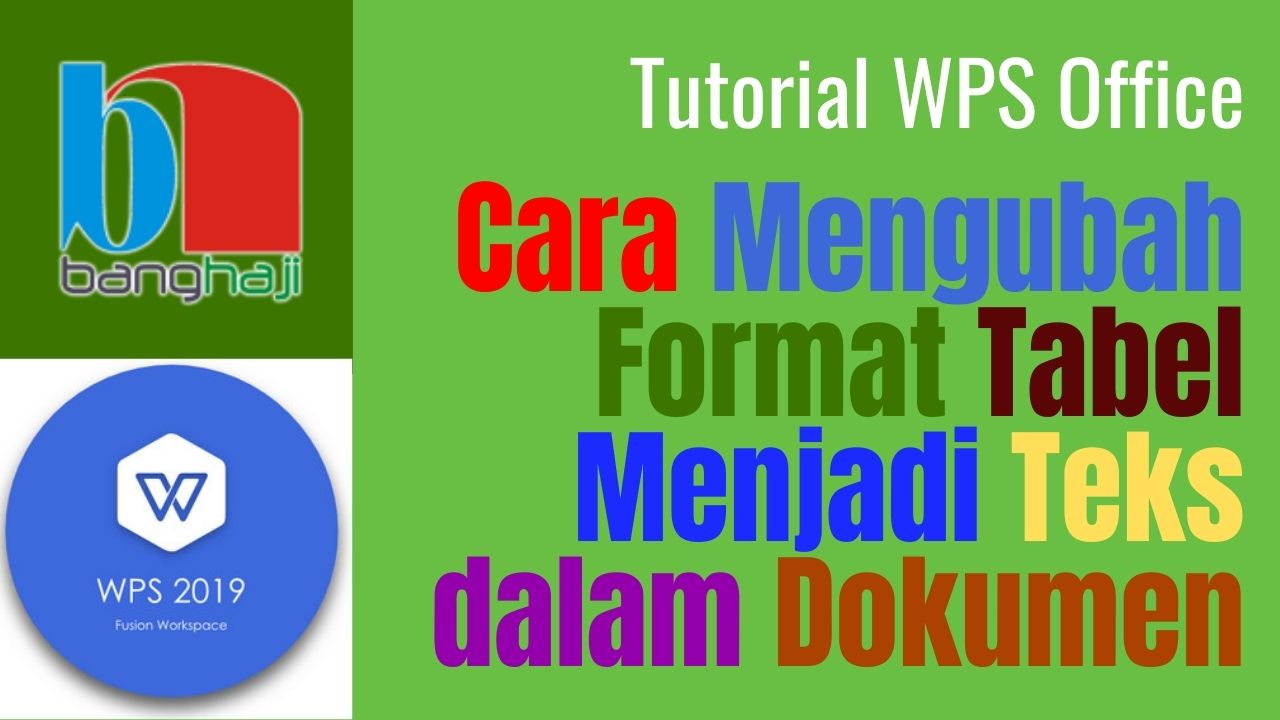 banghaji
WPS 2019
Fusion Workspace
Tutorial WPS Office
Cara Mengubah
Format Tabel
Menjadi Teks
dalam Dokumen